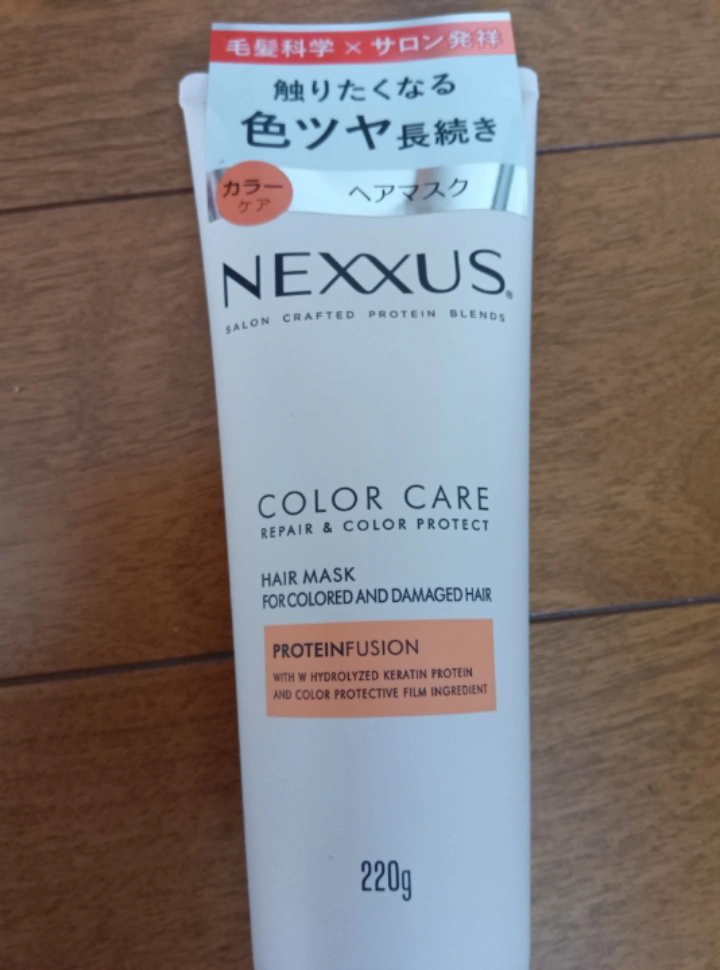 毛髪科学×サロン発祥
触りたくなる
色ツヤ長続き
カラー
ケア
ヘアマスク
NEXXUS®
SALON CRAFTED PROTEIN BLENDS
COLOR CARE
REPAIR & COLOR PROTECT
HAIR MASK
FOR COLORED AND DAMAGED HAIR
PROTEINFUSION
WITH W HYDROLYZED KERATIN PROTEIN
AND COLOR PROTECTIVE FILM INGREDIENT
220g